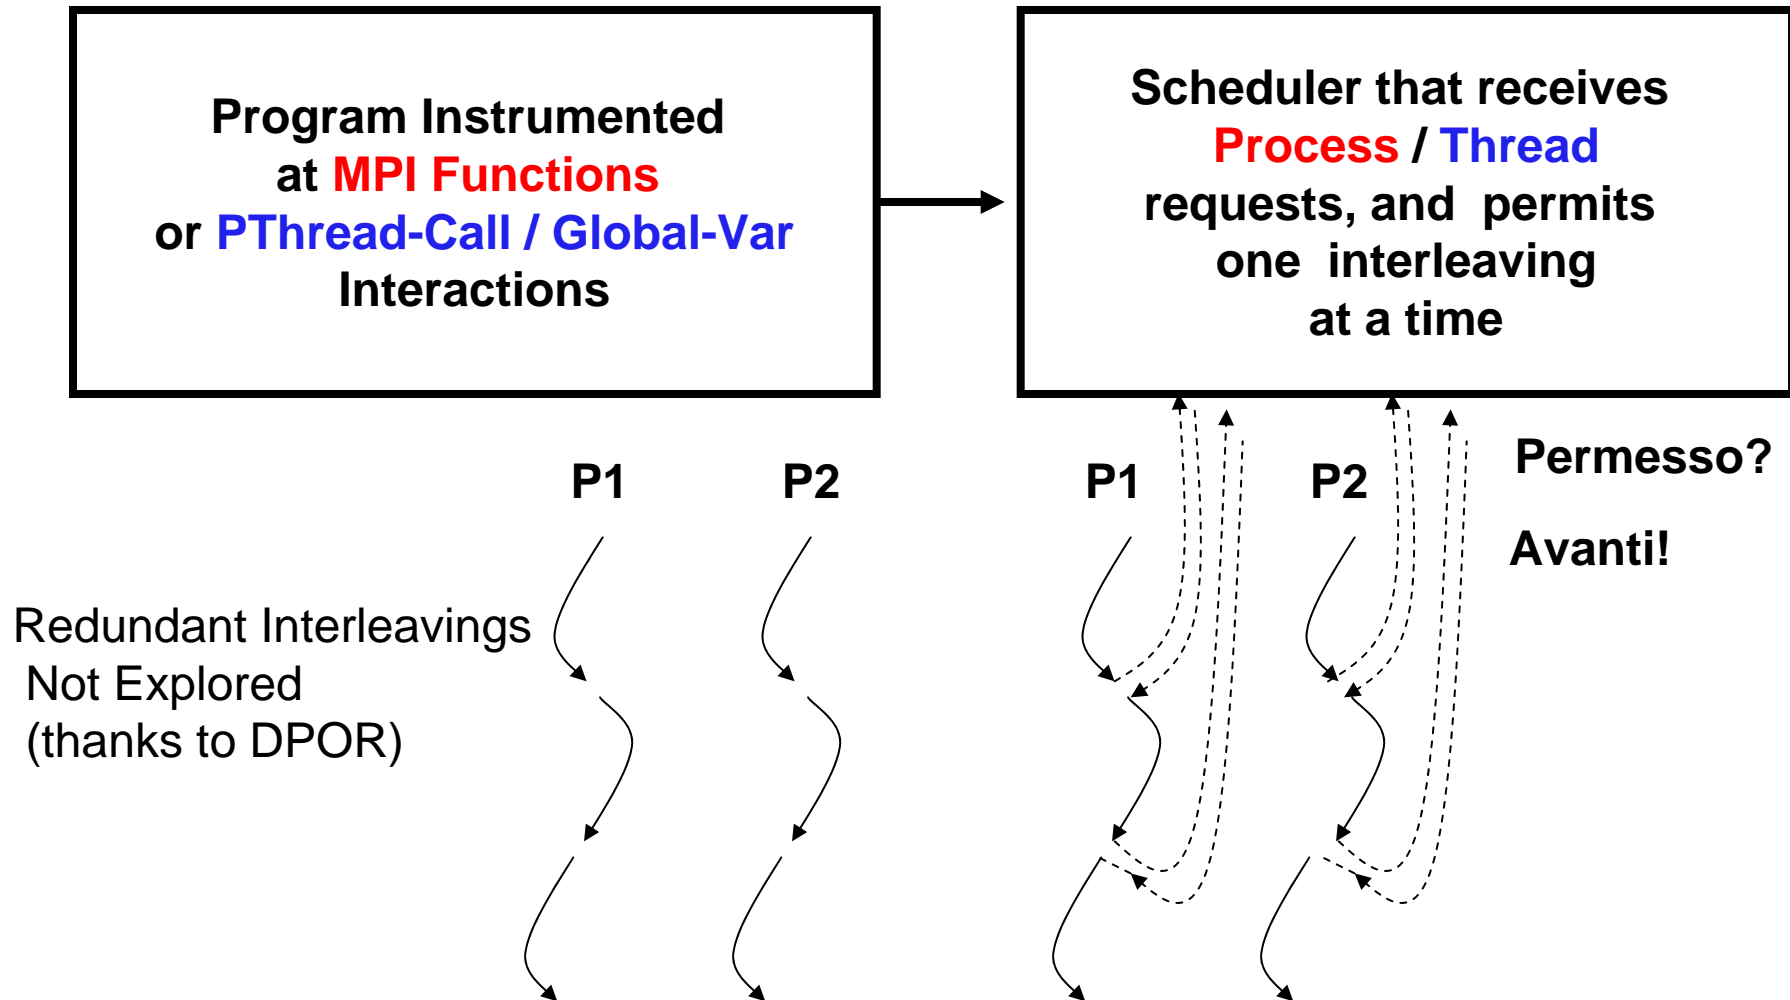 Program Instrumented
at MPI Functions
or PThread-Call / Global-Var
Interactions
Scheduler that receives
Process / Thread
requests, and permits
one interleaving
at a time
P1
P2
P1
P2
Permesso?
Avanti!
Redundant Interleavings
Not Explored
(thanks to DPOR)